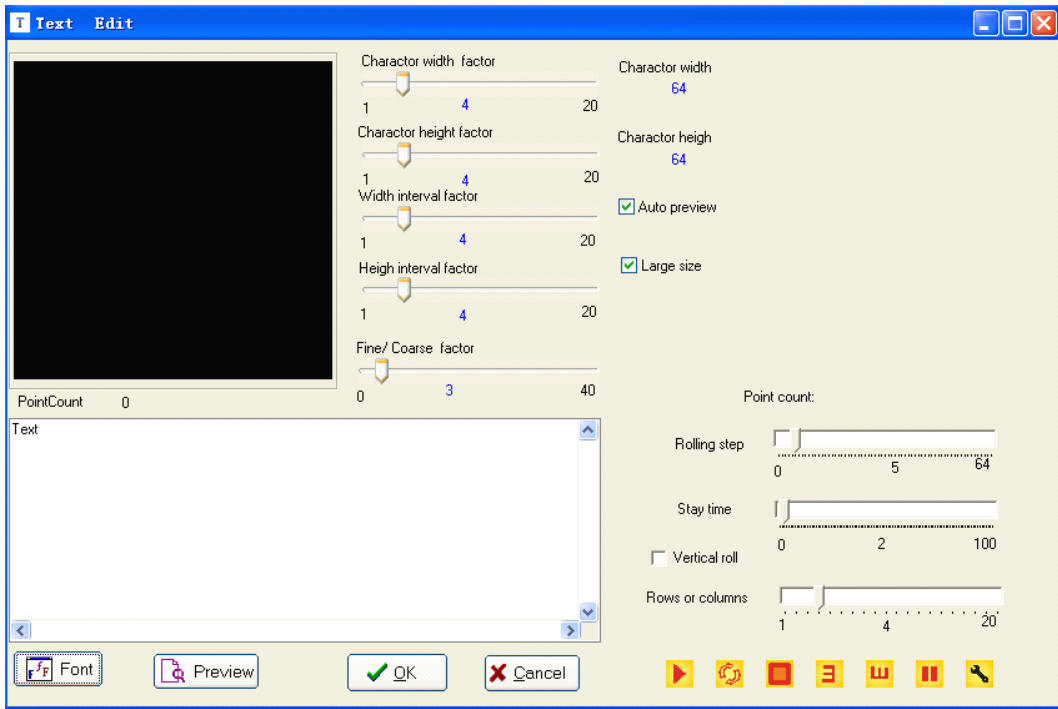 T Text Edit
Charactor width factor
1 4 20
Charactor height factor
1 4 20
Width interval factor
1 4 20
Heigh interval factor
1 4 20
Fine/ Coarse factor
0 3 40
Charactor width
64
Charactor heigh
64
Auto preview
Large size
PointCount 0
Text
Point count:
Rolling step
0 5 64
Stay time
0 2 100
Vertical roll
Rows or columns
1 4 20
Font
Preview
OK
Cancel